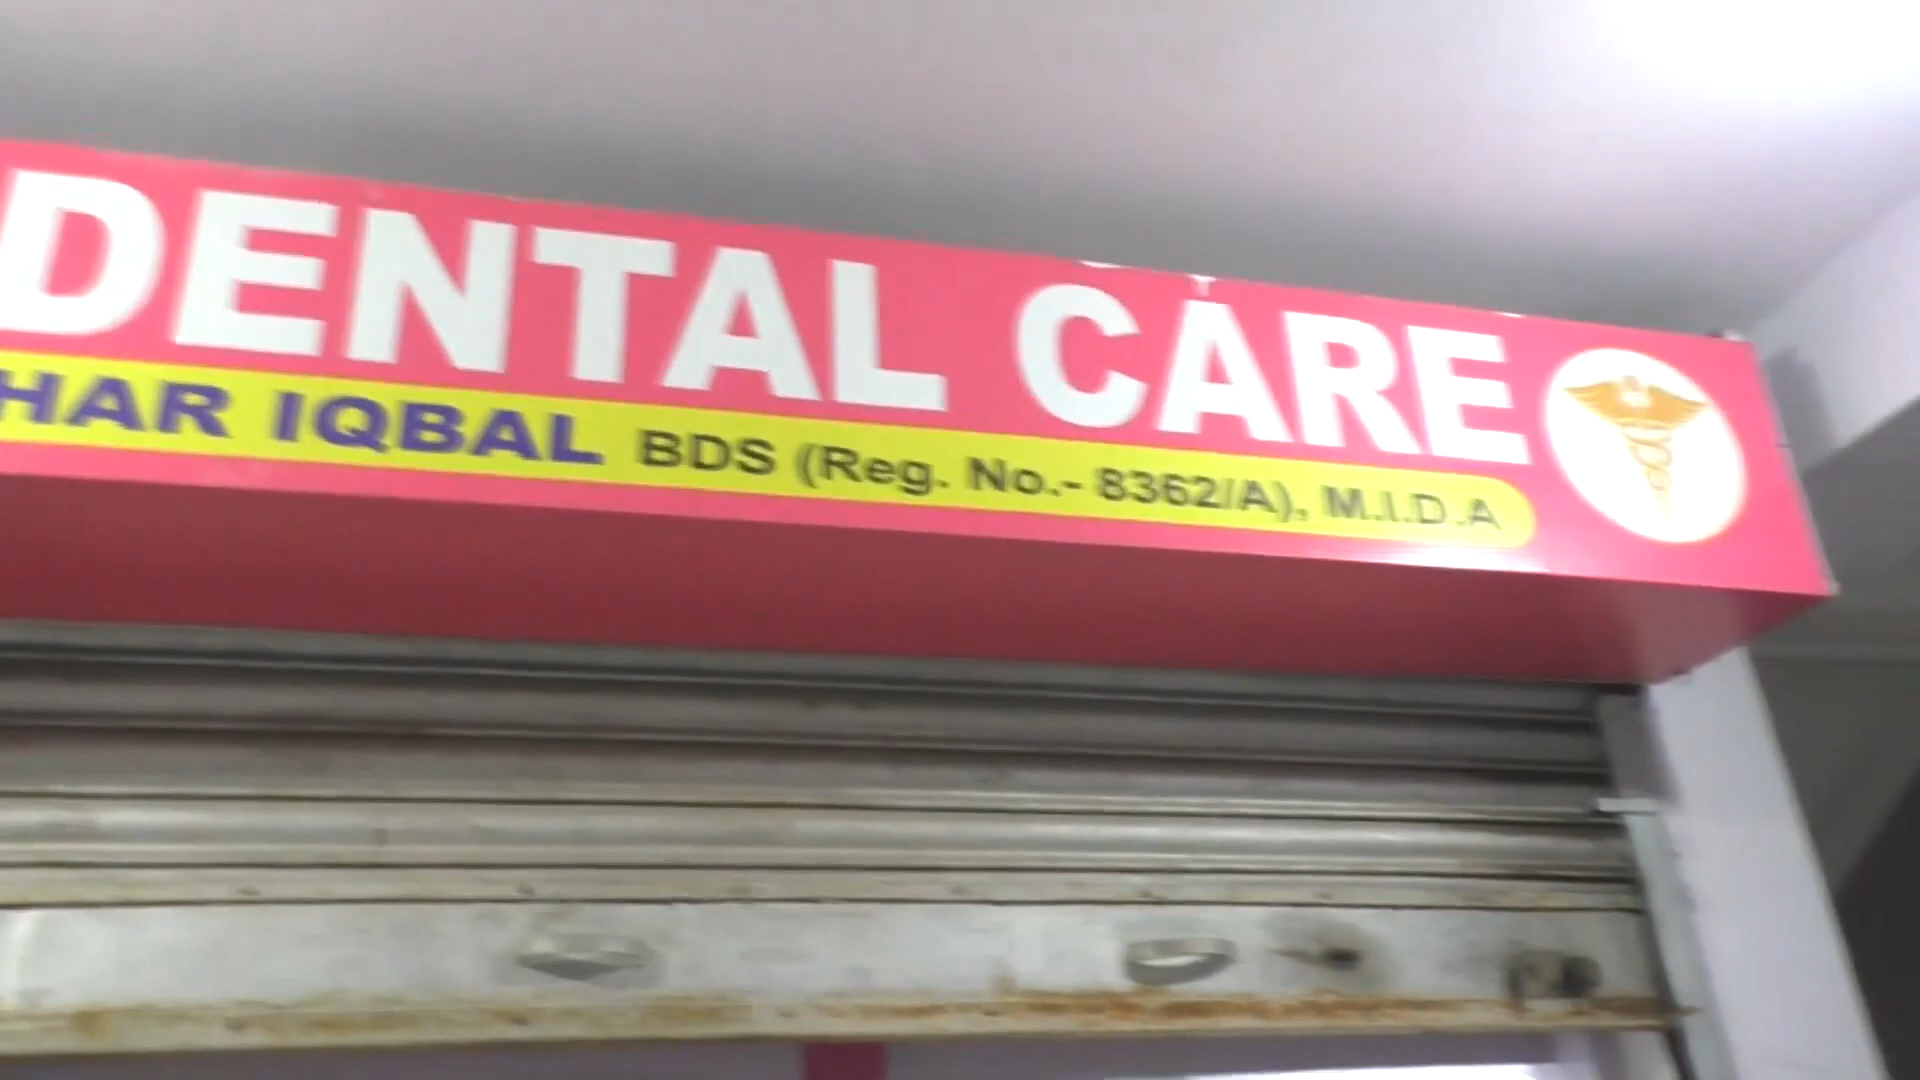 DENTAL CARE
HAR IQBAL BDS (Reg. No.- 8362/A), M.I.D.A